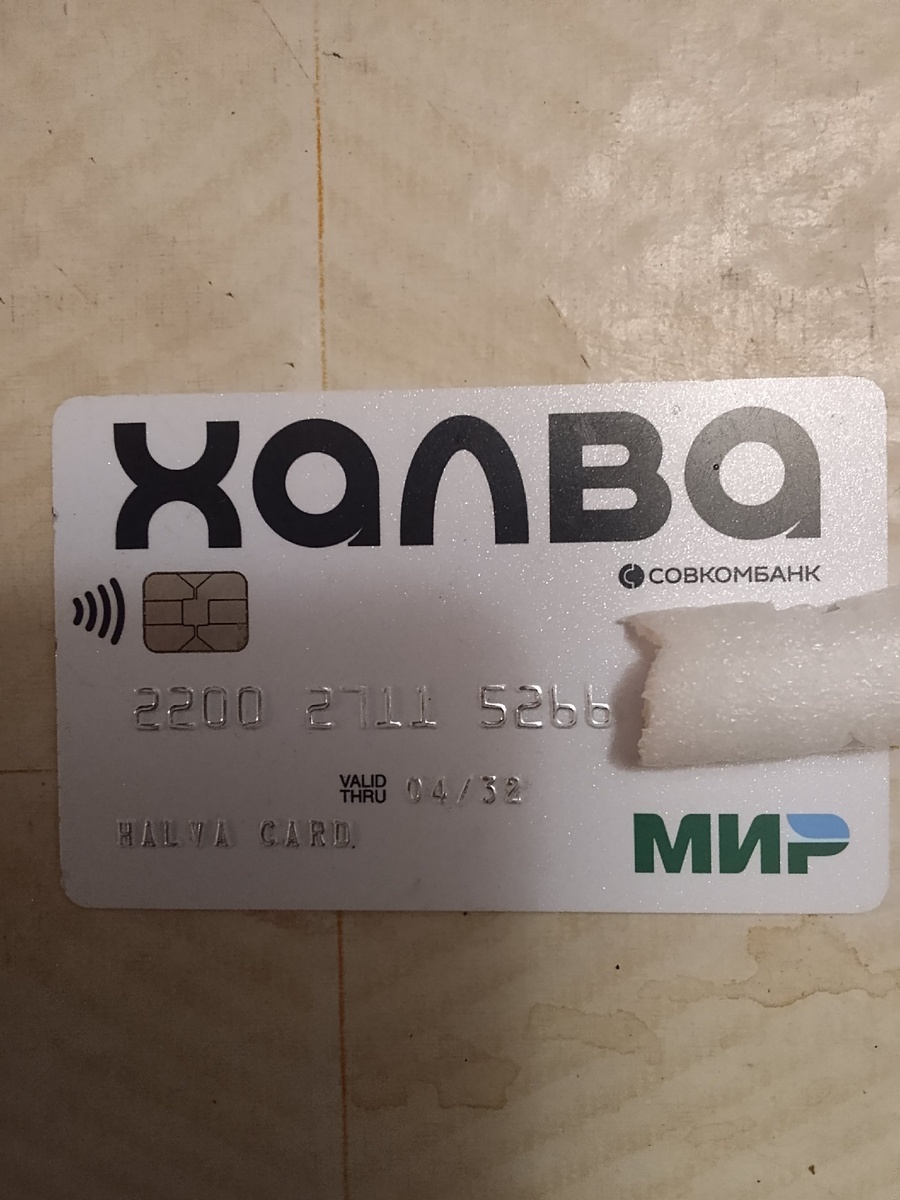 халва
СОВКОМБАНК
2200 2711 5266
VALID THRU 04/32
HALVA CARD
МИР